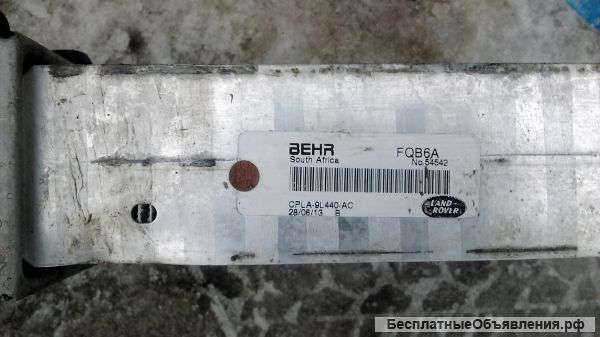 BEHR
South Africa
FQB6A
No.54542
CPLA-9L440-AC
28/06/13 B
LAND-
ROVER
БесплатныеОбъявления.рф